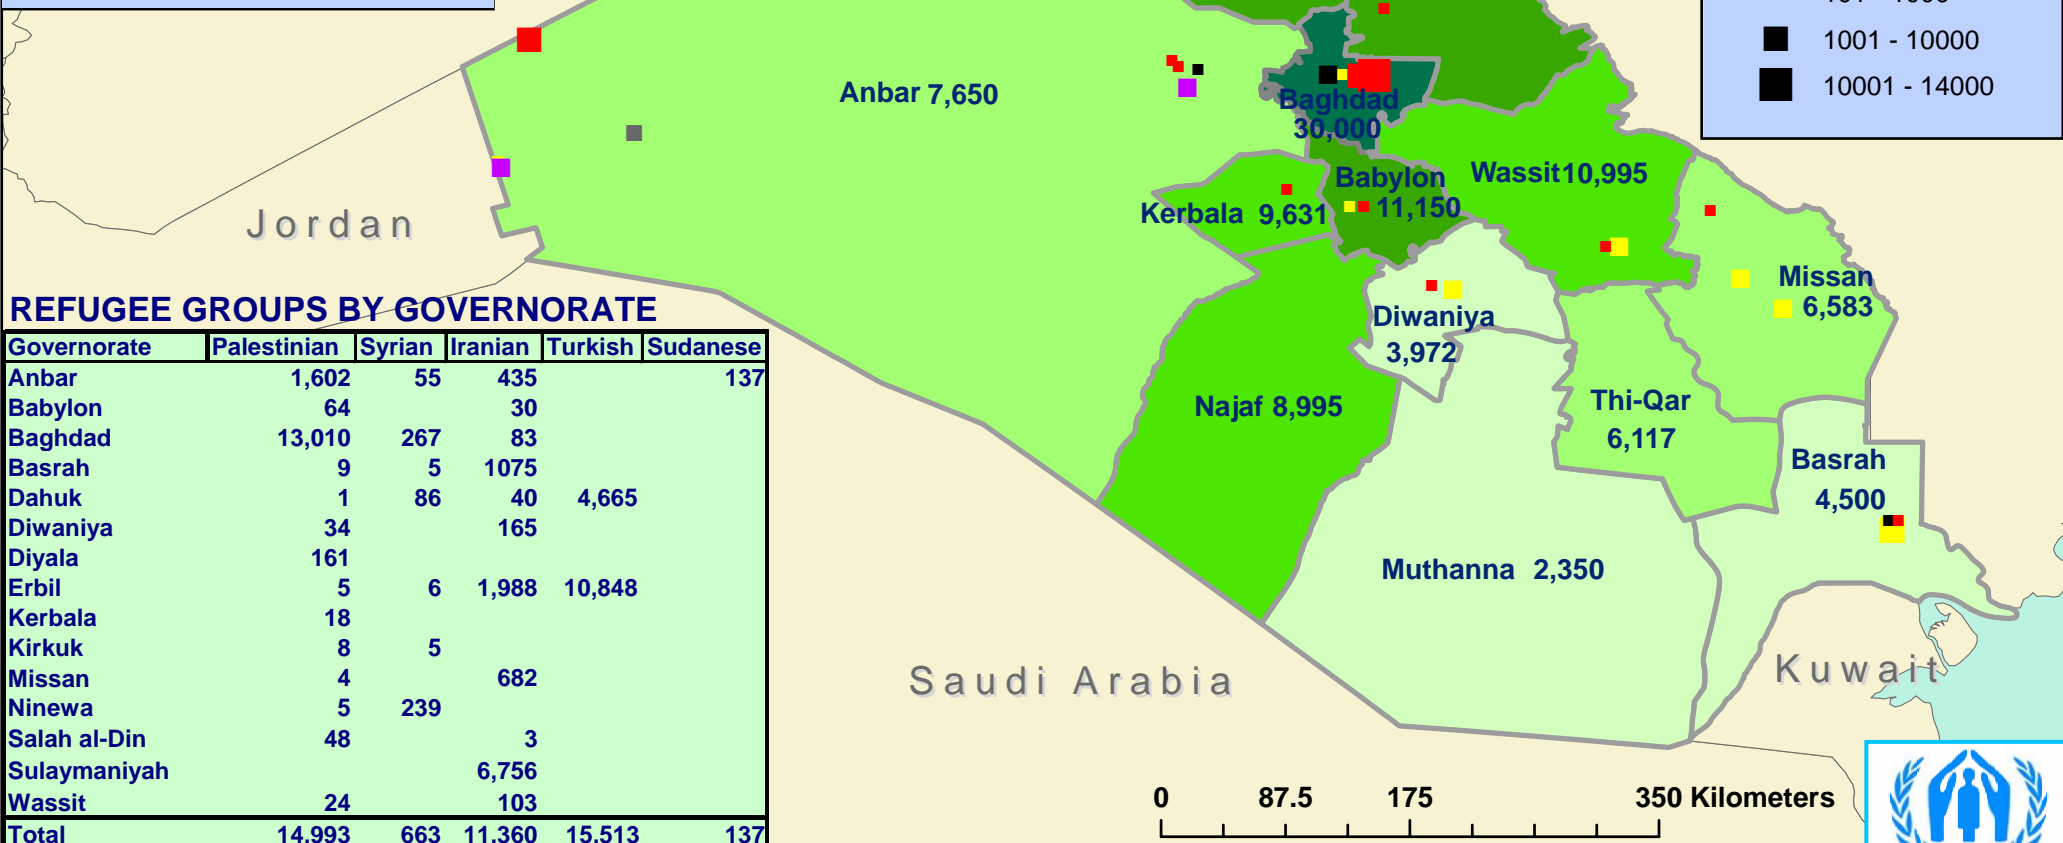 1001 - 10000
10001 - 14000
Anbar 7,650
Baghdad
30,000
Wassit 10,995
Babylon
11,150
Kerbala 9,631
Jordan
Missan
6,583
Diwaniya
3,972
Najaf 8,995
Thi-Qar
6,117
Basrah
4,500
Muthanna 2,350
Saudi Arabia
Kuwait
REFUGEE GROUPS BY GOVERNORATE
Governorate Palestinian Syrian Iranian Turkish Sudanese
Anbar 1,602 55 435 137
Babylon 64 30
Baghdad 13,010 267 83
Basrah 9 5 1075
Dahuk 1 86 40 4,665
Diwaniya 34 165
Diyala 161
Erbil 5 6 1,988 10,848
Kerbala 18
Kirkuk 8 5
Missan 4 682
Ninewa 5 239
Salah al-Din 48 3
Sulaymaniyah 6,756
Wassit 24 103
Total 14,993 663 11,360 15,513 137
0 87.5 175 350 Kilometers